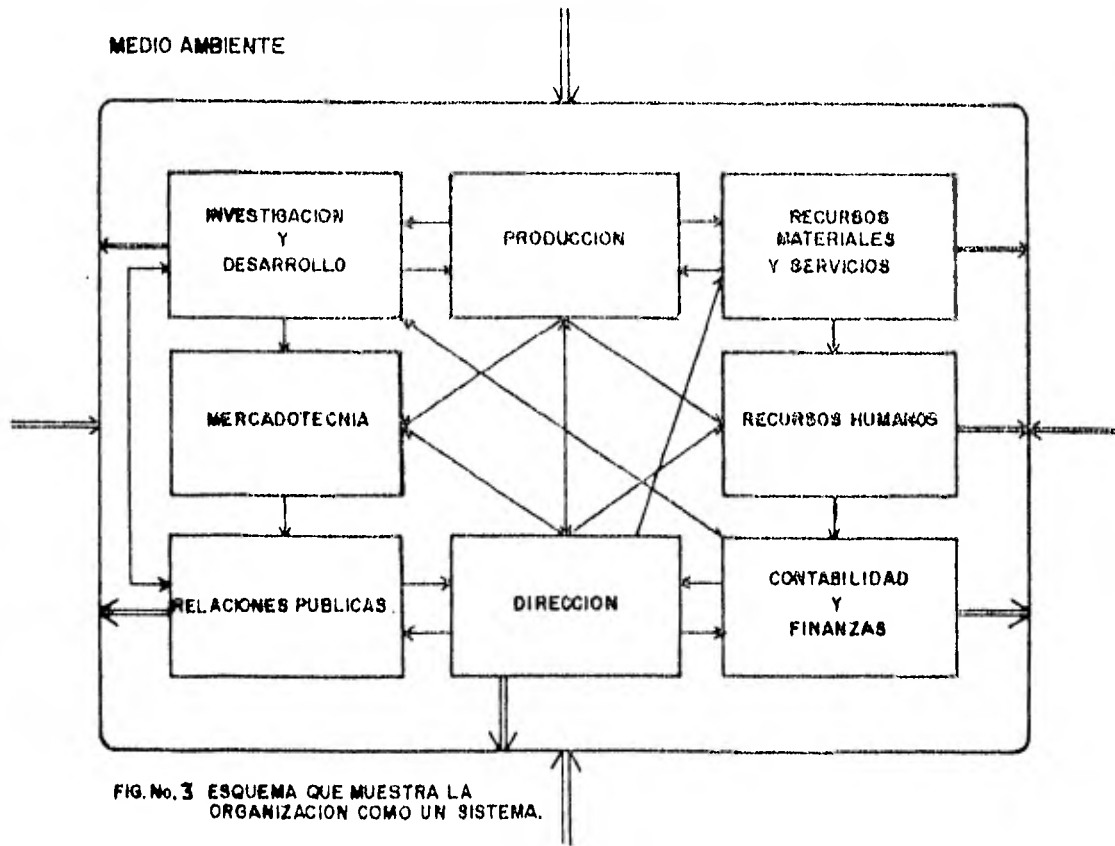 MEDIO AMBIENTE
INVESTIGACION
Y
DESARROLLO
PRODUCCION
RECURSOS
MATERIALES
Y SERVICIOS
MERCADOTECNIA
RECURSOS HUMANOS
RELACIONES PUBLICAS.
DIRECCION
CONTABILIDAD
Y
FINANZAS
FIG. No. 3 ESQUEMA QUE MUESTRA LA
ORGANIZACION COMO UN SISTEMA.